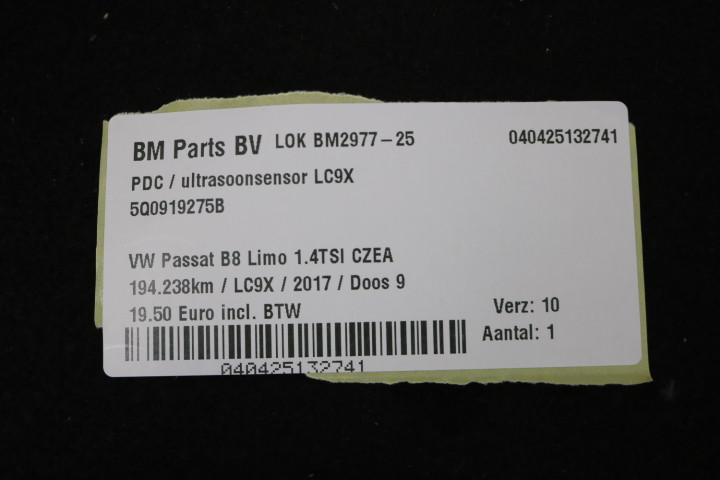 BM Parts BV LOK BM2977-25 040425132741
PDC / ultrasoonsensor LC9X
5Q0919275B
VW Passat B8 Limo 1.4TSI CZEA
194.238km / LC9X / 2017 / Doos 9
19.50 Euro incl. BTW
Verz: 10
Aantal: 1
040425132741